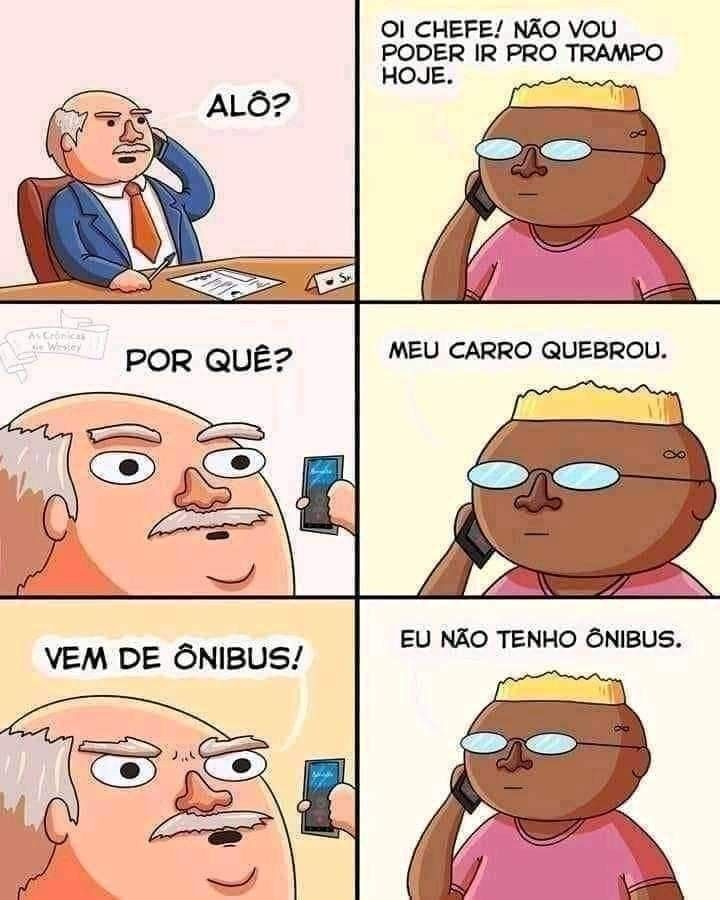 ALÔ?
OI CHEFE! NÃO VOU
PODER IR PRO TRAMPO
HOJE.
As Crônicas
de Wesley
POR QUÊ?
MEU CARRO QUEBROU.
VEM DE ÔNIBUS!
EU NÃO TENHO ÔNIBUS.